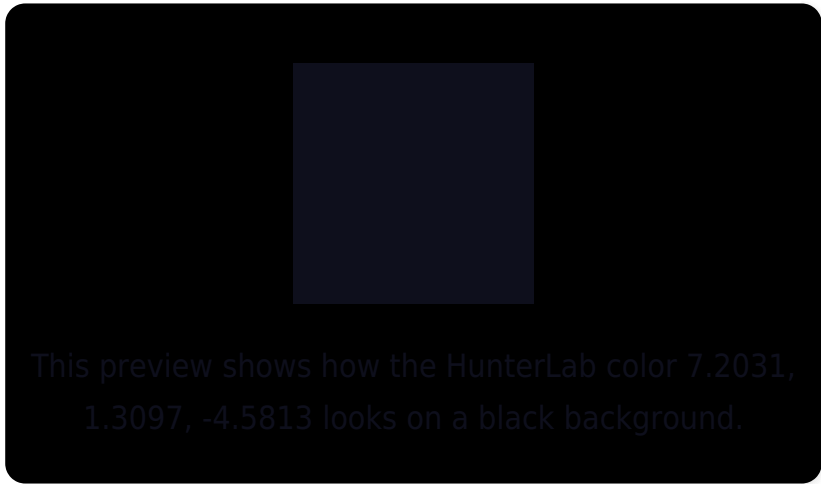 This preview shows how the HunterLab color 7.2031,
1.3097, -4.5813 looks on a black background.